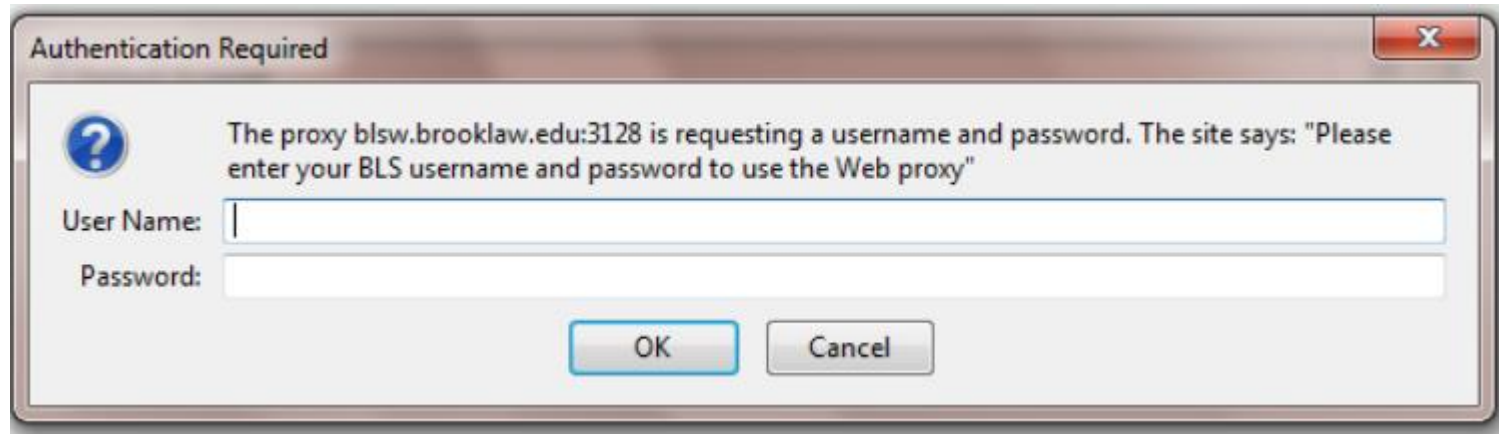 Authentication Required
The proxy blsw.brooklaw.edu:3128 is requesting a username and password. The site says: "Please
enter your BLS username and password to use the Web proxy"
User Name:
Password:
OK Cancel